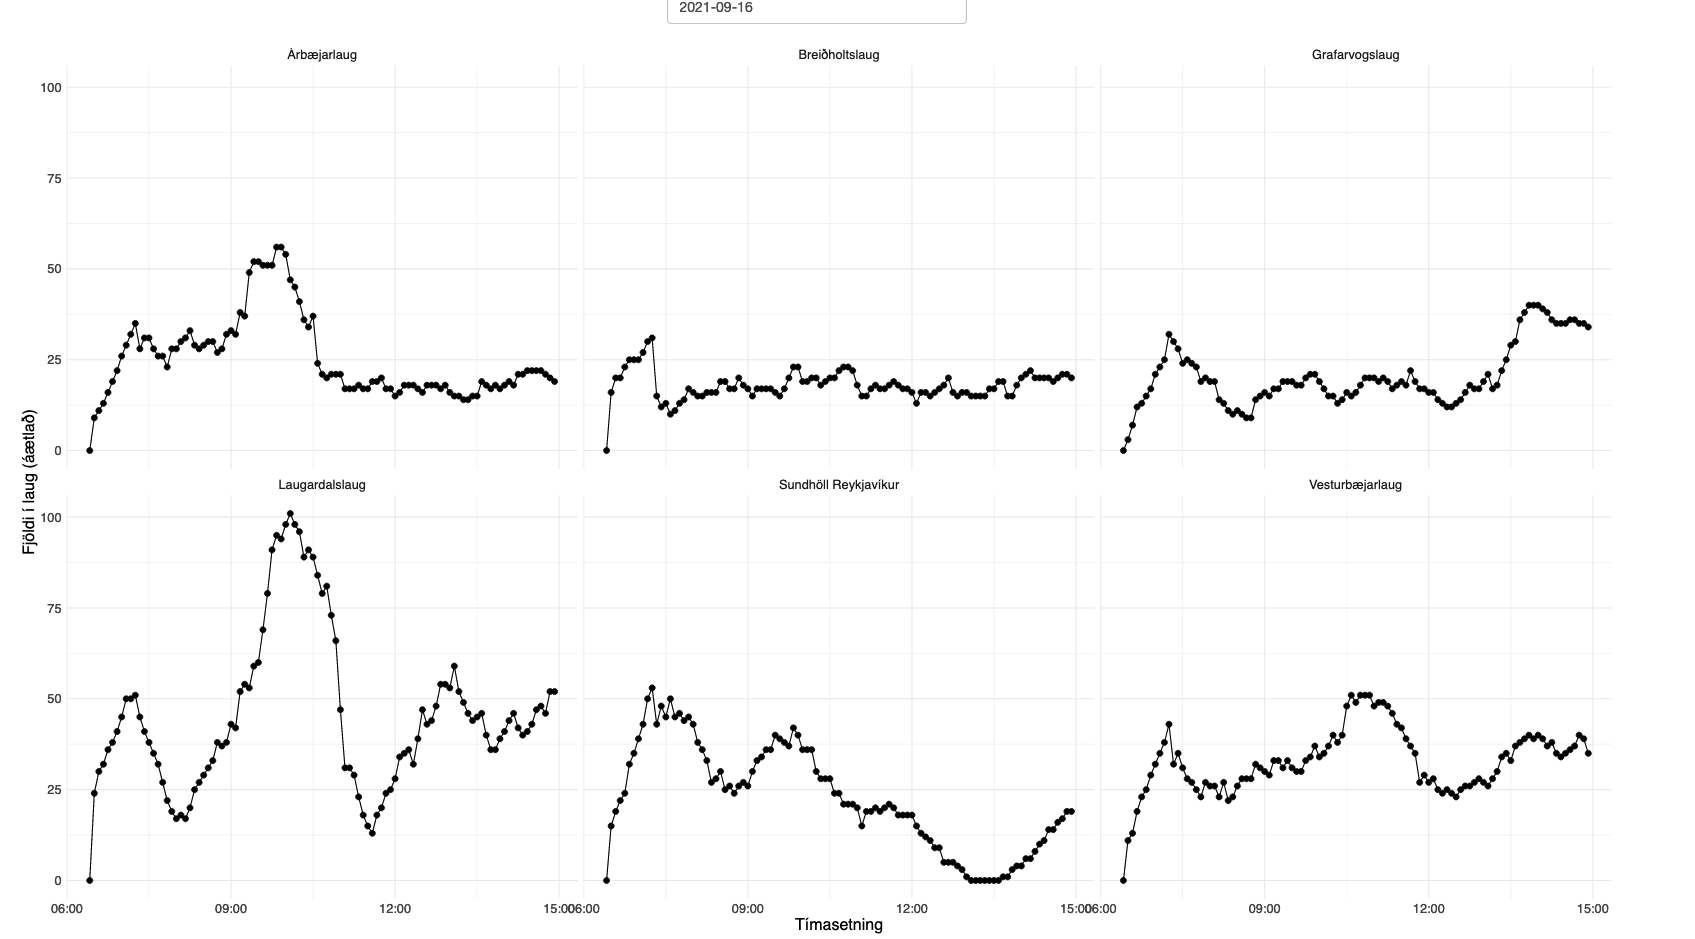 2021-09-16
Árbæjarlaug
Breiðholtslaug
Grafarvogslaug
100
75
50
25
0
Fjöldi í laug (áætlað)
Laugardalslaug
Sundhöll Reykjavíkur
Vesturbæjarlaug
100
75
50
25
0
06:00 09:00 12:00 15:00 06:00 09:00 12:00 15:00 06:00 09:00 12:00 15:00
Tímasetning